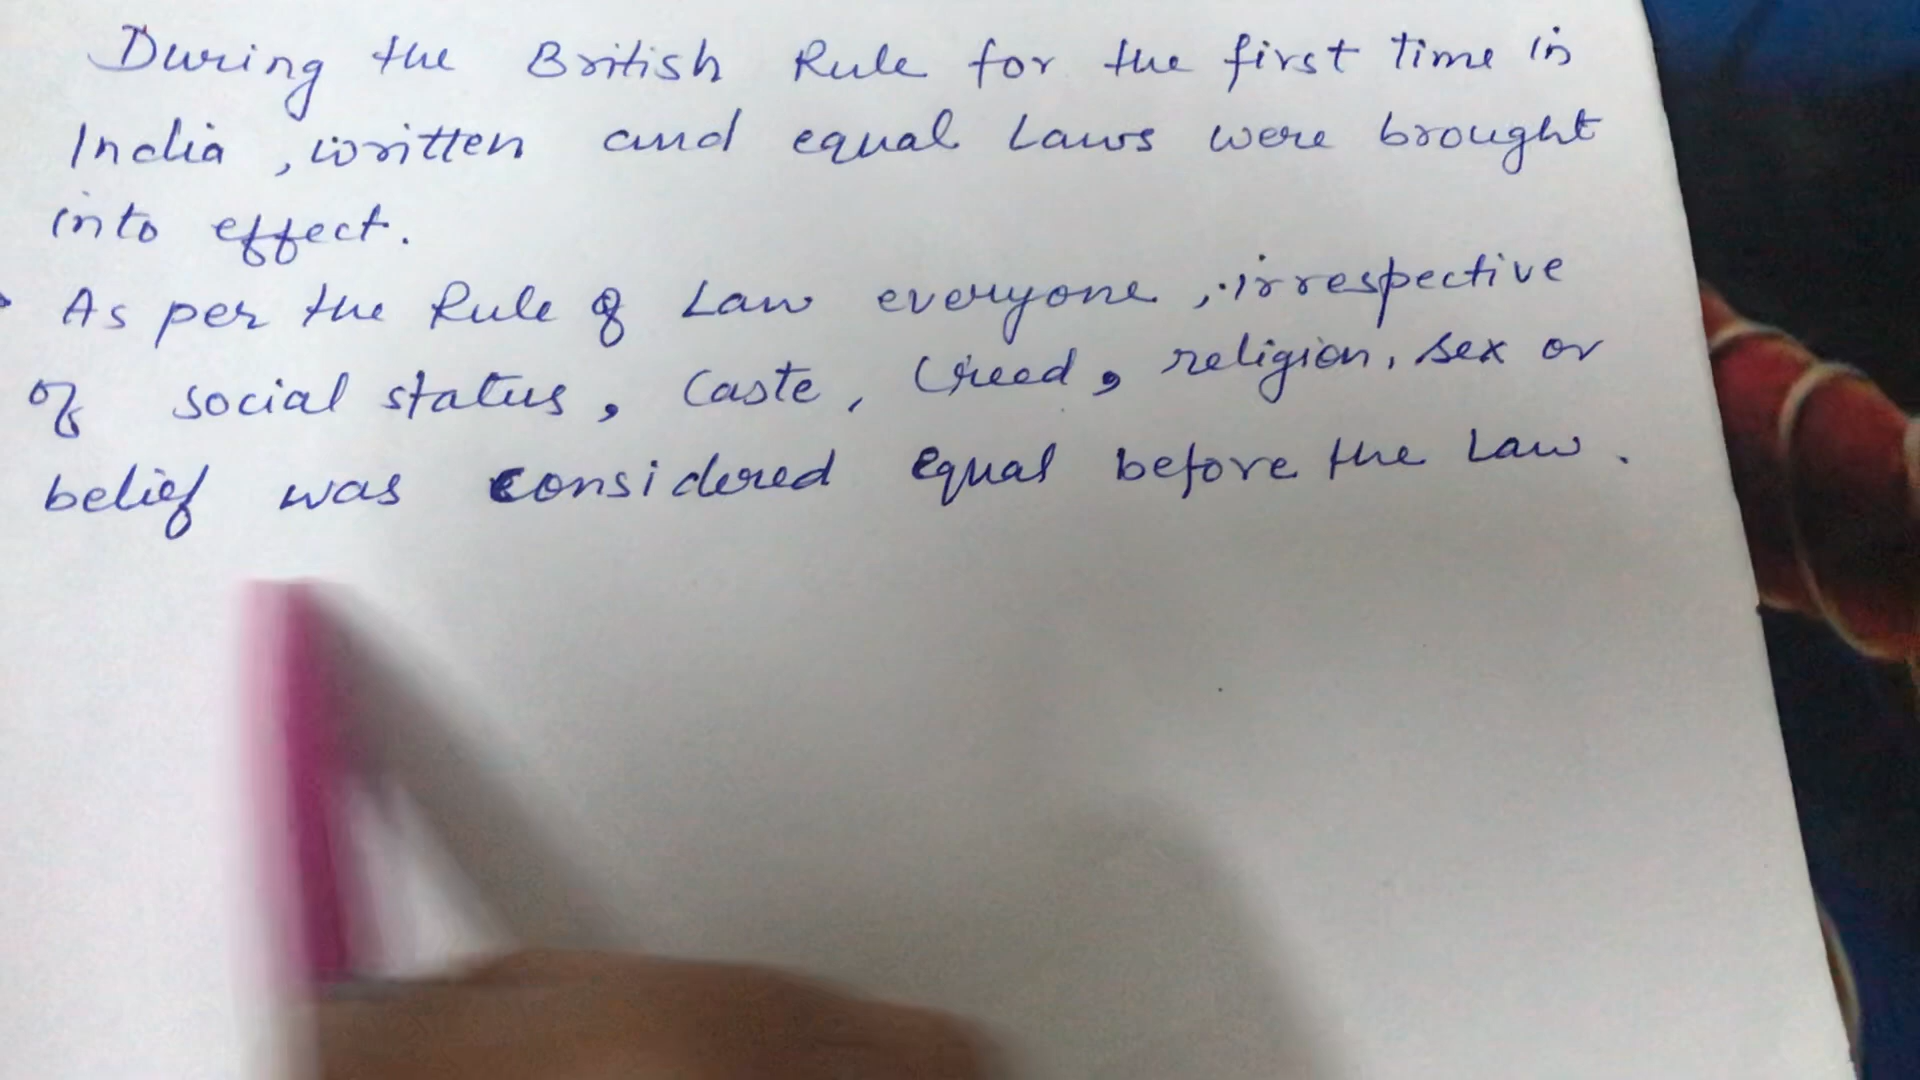 During the British Rule for the first time in
India, written and equal Laws were brought
into effect.
As per the Rule of Law everyone, irrespective
of social status, Caste, Creed, religion, sex or
belief was considered equal before the Law.